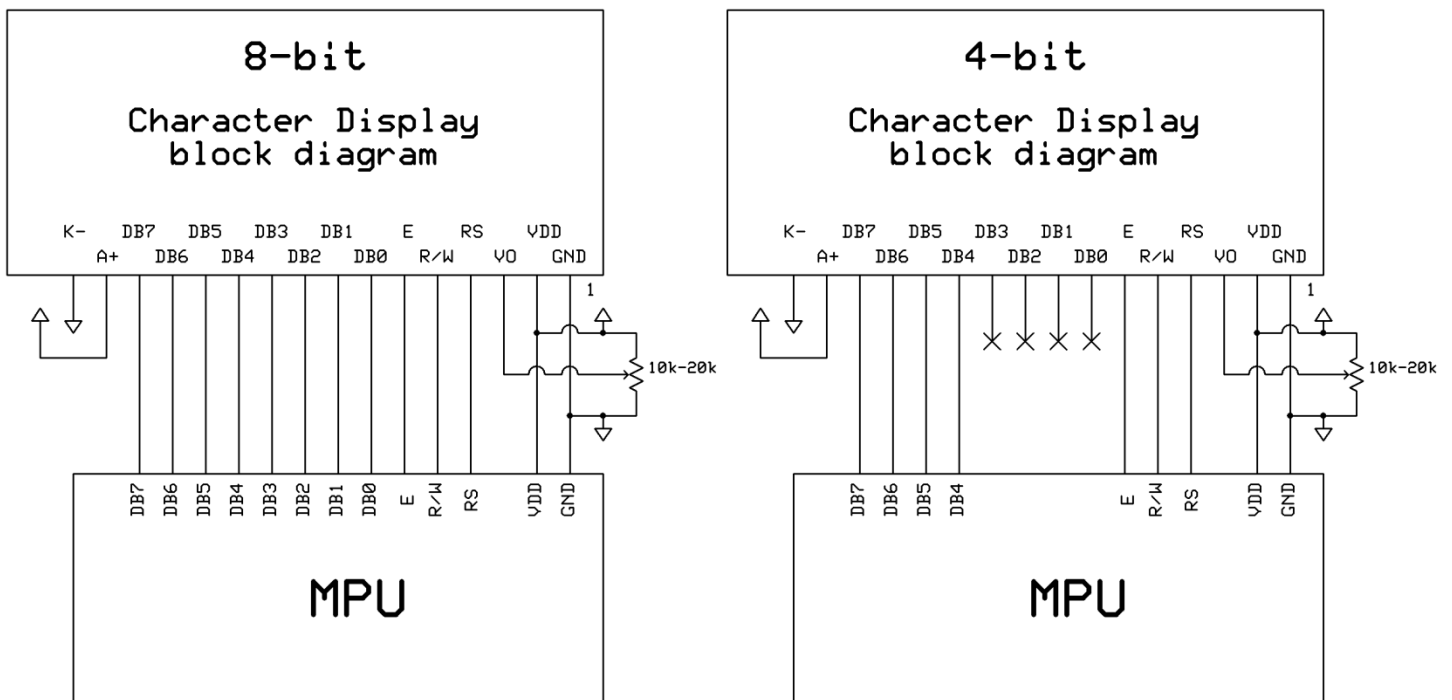 8-bit
Character Display
block diagram
K- DB7 DB5 DB3 DB1 E RS VDD
A+ DB6 DB4 DB2 DB0 R/W VO GND
1
10k-20k
DB7 DB6 DB5 DB4 DB3 DB2 DB1 DB0 E R/W RS VDD GND
MPU
4-bit
Character Display
block diagram
K- DB7 DB5 DB3 DB1 E RS VDD
A+ DB6 DB4 DB2 DB0 R/W VO GND
1
10k-20k
DB7 DB6 DB5 DB4 E R/W RS VDD GND
MPU